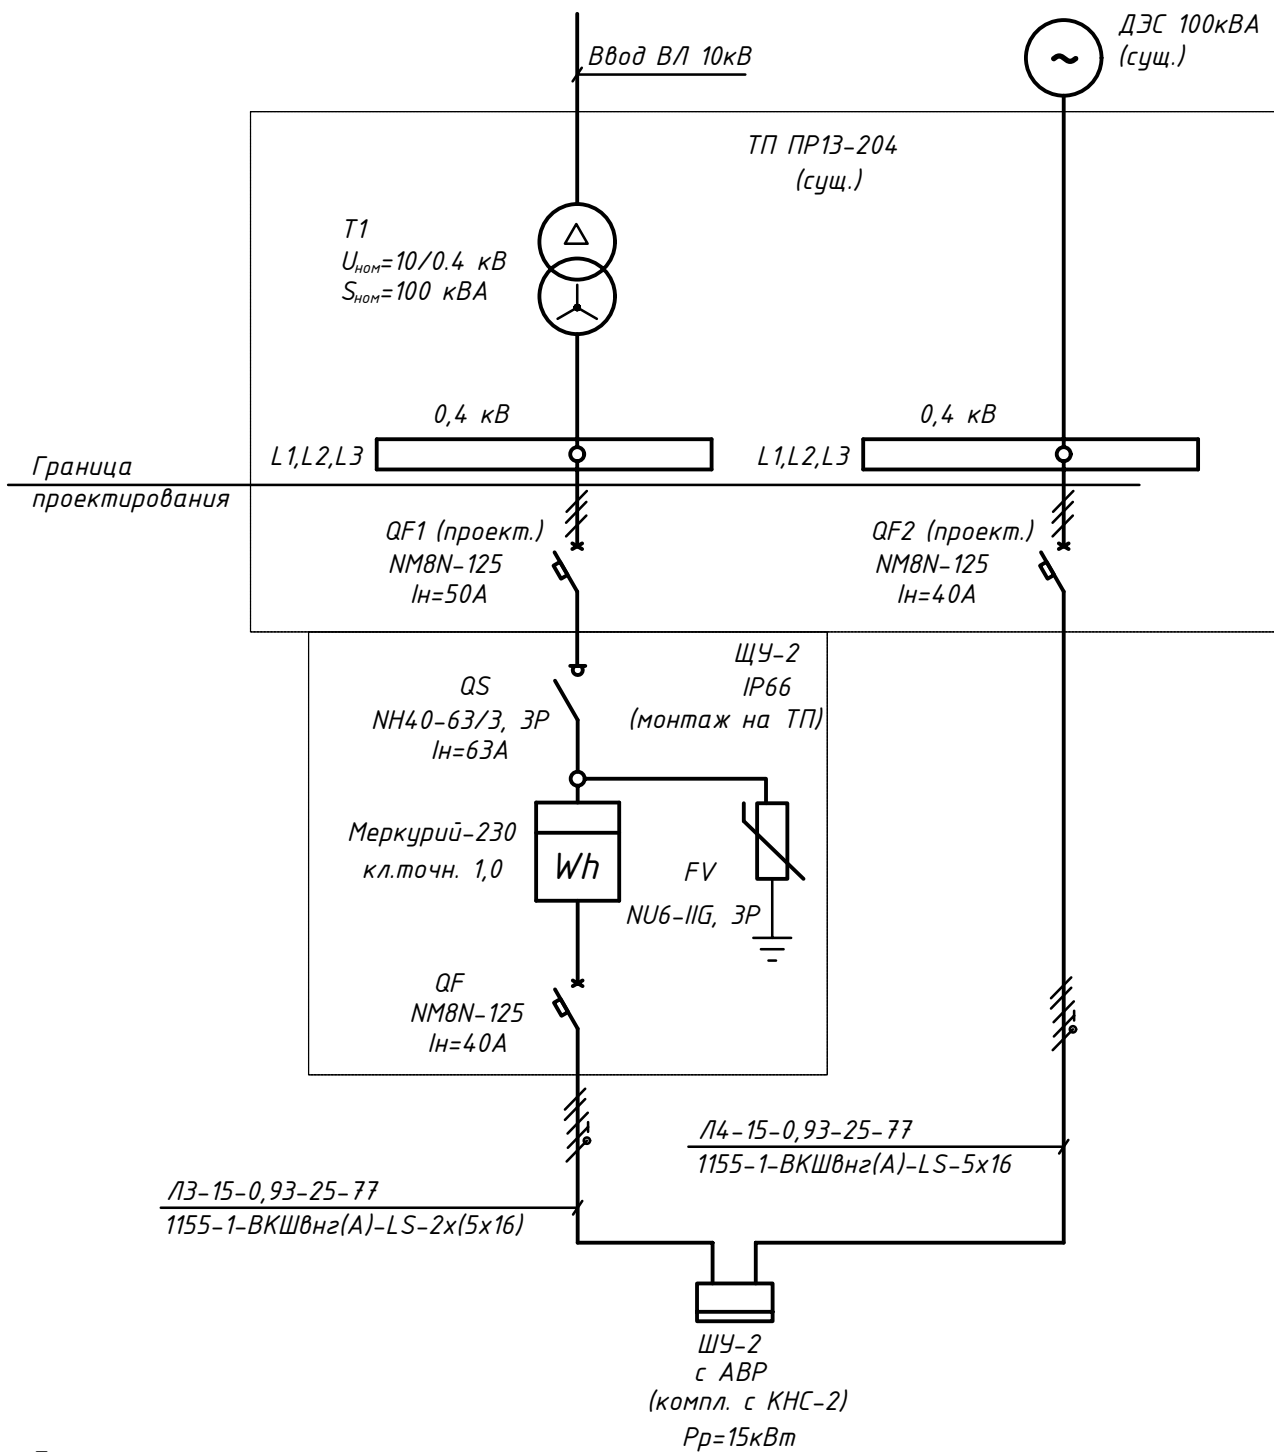 Ввод ВЛ 10кВ
ДЭС 100кВА
(сущ.)
ТП ПР13-204
(сущ.)
Т1
Uном=10/0.4 кВ
Sном=100 кВА
0,4 кВ
0,4 кВ
L1,L2,L3
L1,L2,L3
Граница
проектирования
QF1 (проект.)
NM8N-125
Iн=50А
QF2 (проект.)
NM8N-125
Iн=40А
ЩУ-2
IP66
(монтаж на ТП)
QS
NH40-63/3, 3P
Iн=63А
Меркурий-230
кл.точн. 1,0
Wh
FV
NU6-IIG, 3P
QF
NM8N-125
Iн=40А
Л4-15-0,93-25-77
1155-1-ВКШвнг(А)-LS-5х16
Л3-15-0,93-25-77
1155-1-ВКШвнг(А)-LS-2х(5х16)
ШУ-2
с АВР
(компл. с КНС-2)
Рр=15кВт